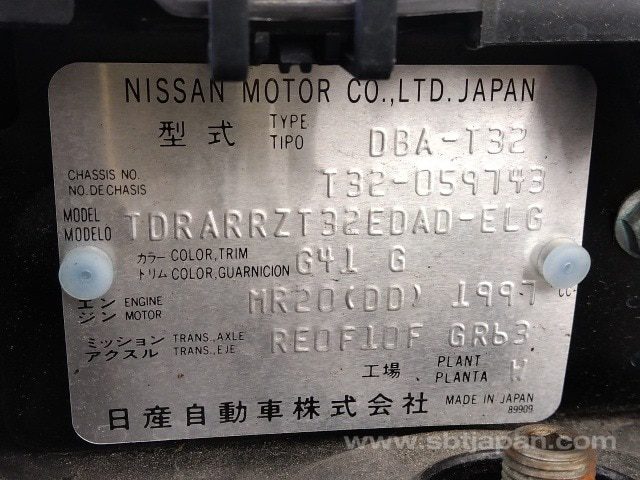 NISSAN MOTOR CO.,LTD. JAPAN
型式 TYPE TIPO DBA-T32
CHASSIS NO. NO. DE CHASIS T32-059743
MODEL MODELO TDRARRZT32EDAD-ELG
カラー COLOR,TRIM トリム COLOR,GUARNICION G41 G
エンジン ENGINE MOTOR MR20(DD) 1997 CC
ミッション TRANS.,AXLE アクスル TRANS.,EJE RE0F10F GR63
工場 PLANT PLANTA W
日産自動車株式会社 MADE IN JAPAN
89909
www.sbtjapan.com